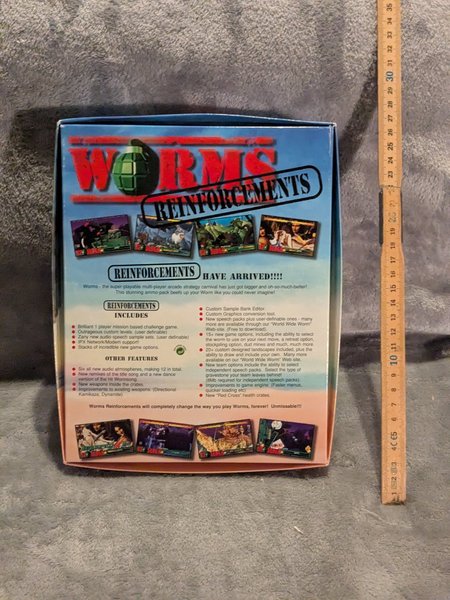 WORMS
REINFORCEMENTS
REINFORCEMENTS HAVE ARRIVED!!!!
Worms - the super-playable multi-player arcade strategy carnival has just got bigger and oh-so-much-better!
This stunning ammo pack beefs up your Worm like you could never imagine!
REINFORCEMENTS
INCLUDES
Brilliant 1 player mission based challenge game.
Outrageous custom levels (user definable)
Zany new audio speech sample sets. (user definable)
IPX Network/Modem support
Stacks of incredible new game options.
OTHER FEATURES
Six all new audio atmospheres, making 12 in total.
New remixes of the title song and a new dance
version of the hit Wormsong.
New weapons inside the crates.
Improvements to existing weapons (Directional
Kamikaze, Dynamite)
Custom Sample Bank Editor.
Custom Graphics conversion tool.
New speech packs plus user definable ones - many
more are available through our "World Wide Worm"
Web-site, (free to download).
15+ new game options, including the ability to select
the worm to use on your next move, a retreat option,
stockpiling option, dud mines and much, much more.
20+ custom designed landscapes included, plus the
ability to draw and include your own. Many more
available on our "World Wide Worm" Web site.
New team options include the ability to select
independent speech packs. Select the type of
gravestone your team leaves behind!
(8Mb required for independent speech packs).
Improvements to game engine. (Faster menus,
quicker loading etc)
New "Red Cross" health crates.
Worms Reinforcements will completely change the way you play Worms, forever!! Unmissable!!!